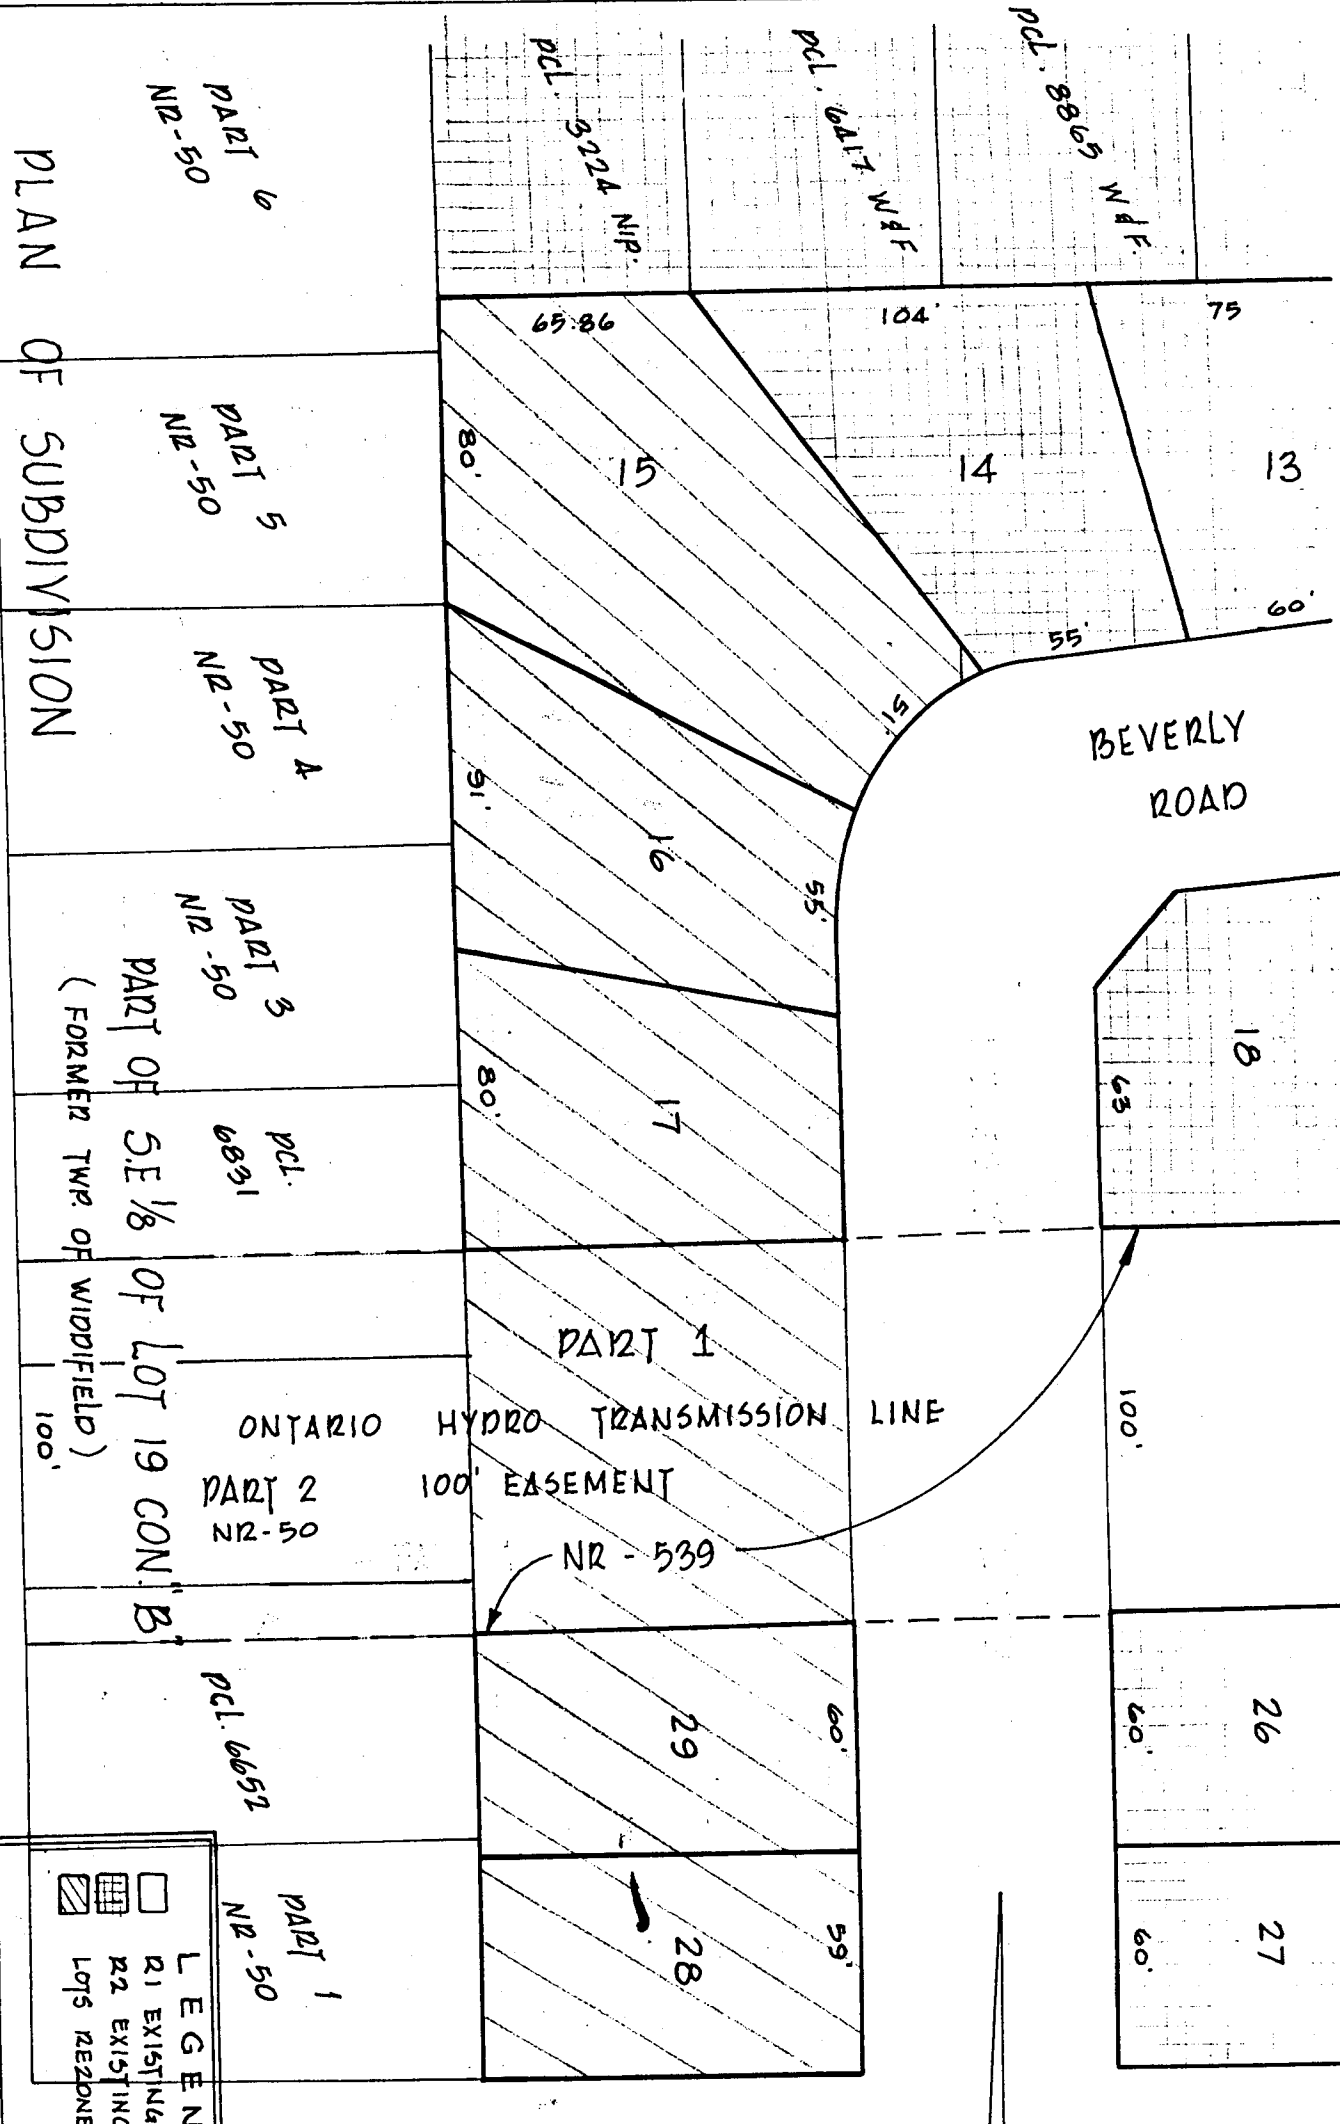 PCL. 3224 NIP.
PCL. 6417 W&F
PCL. 8865 W&F.
PART 6
NR-50
PART 5
NR-50
PART 4
NR-50
PART 3
NR-50
PCL.
6831
PLAN OF SUBDIVISION
PART OF S.E 1/8 OF LOT 19 CON. "B"
( FORMER TWP. OF WIDDIFIELD )
65.86
104'
75
80'
15
14
13
51'
55'
60'
BEVERLY
ROAD
91'
16
55'
80'
17
18
63
PART 1
ONTARIO HYDRO TRANSMISSION LINE
100' EASEMENT
PART 2
NR-50
NR - 539
100'
100'
PCL. 6652
29
60'
26
60'
PART 1
NR-50
28
59'
27
60'
LEGEN
R1 EXISTING
R2 EXISTING
LOTS REZONE